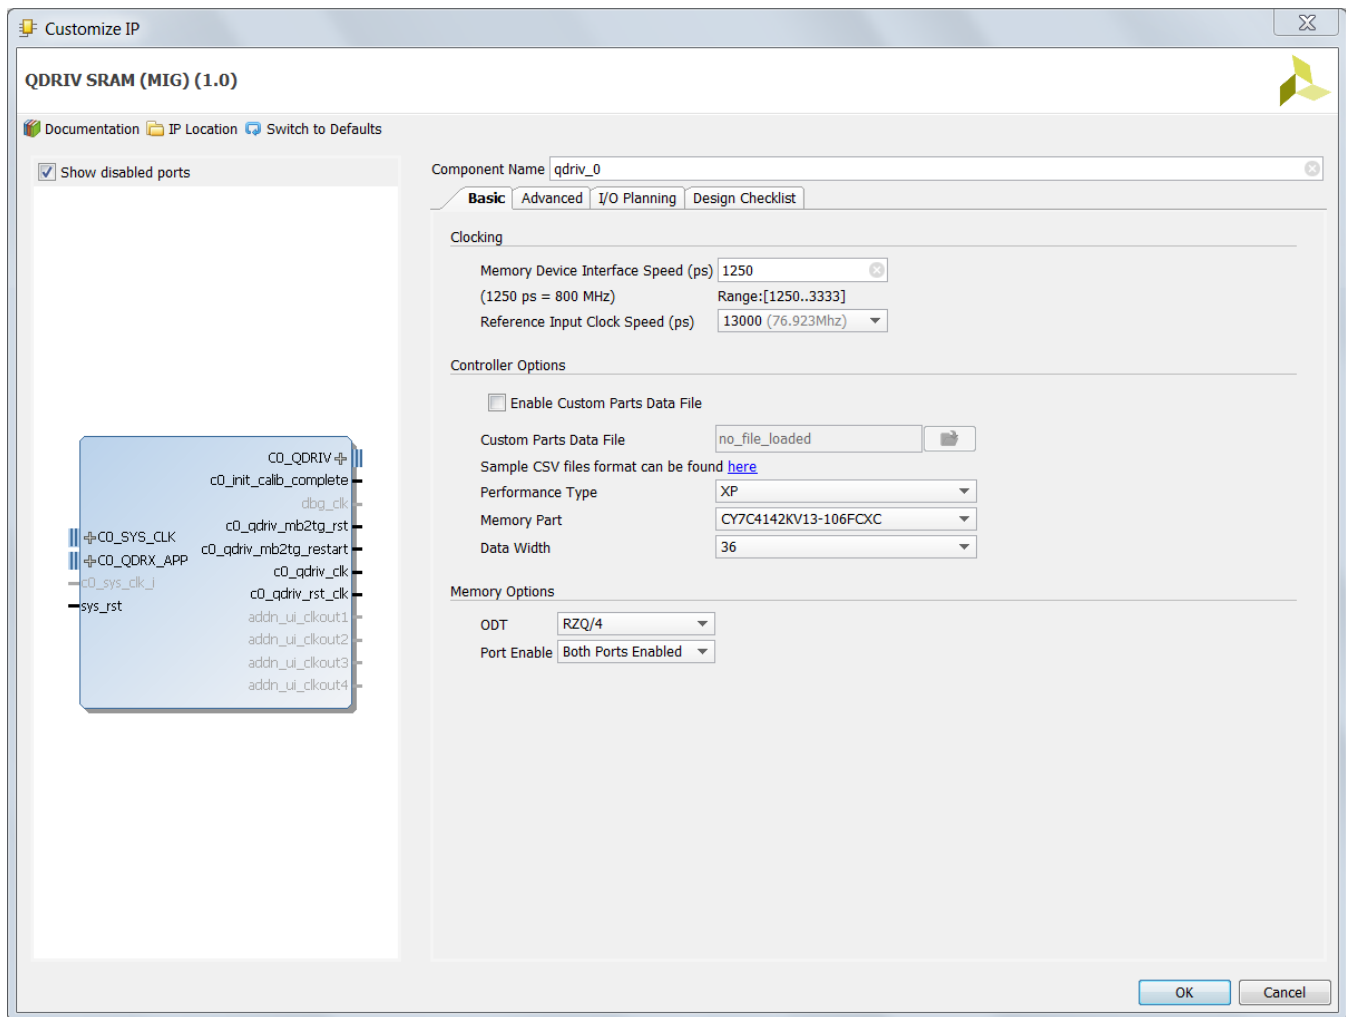 Customize IP
QDRIV SRAM (MIG) (1.0)
Documentation IP Location Switch to Defaults
Show disabled ports
C0_QDRIV
c0_init_calib_complete
dbg_clk
c0_qdriv_mb2tg_rst
C0_SYS_CLK
c0_qdriv_mb2tg_restart
C0_QDRX_APP
c0_qdriv_clk
c0_sys_clk_i
c0_qdriv_rst_clk
sys_rst
addn_ui_clkout1
addn_ui_clkout2
addn_ui_clkout3
addn_ui_clkout4
Component Name qdriv_0
Basic Advanced I/O Planning Design Checklist
Clocking
Memory Device Interface Speed (ps) 1250
(1250 ps = 800 MHz) Range:[1250..3333]
Reference Input Clock Speed (ps) 13000 (76.923Mhz)
Controller Options
Enable Custom Parts Data File
Custom Parts Data File no_file_loaded
Sample CSV files format can be found here
Performance Type XP
Memory Part CY7C4142KV13-106FCXC
Data Width 36
Memory Options
ODT RZQ/4
Port Enable Both Ports Enabled
OK Cancel